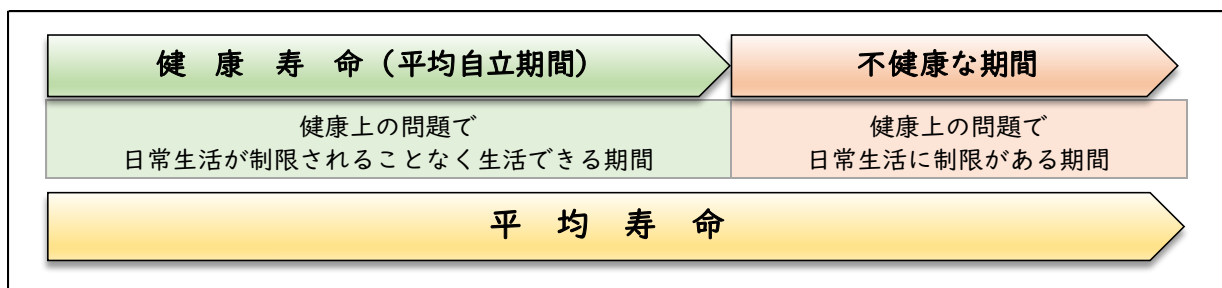 健 康 寿 命（平均自立期間）
不健康な期間
健康上の問題で
日常生活が制限されることなく生活できる期間
健康上の問題で
日常生活に制限がある期間
平 均 寿 命